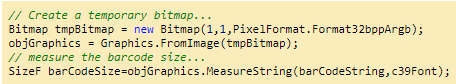 // Create a temporary bitmap...
Bitmap tmpBitmap = new Bitmap(1,1,PixelFormat.Format32bppArgb);
objGraphics = Graphics.FromImage(tmpBitmap);
// measure the barcode size...
SizeF barCodeSize=objGraphics.MeasureString(barCodeString,c39Font);